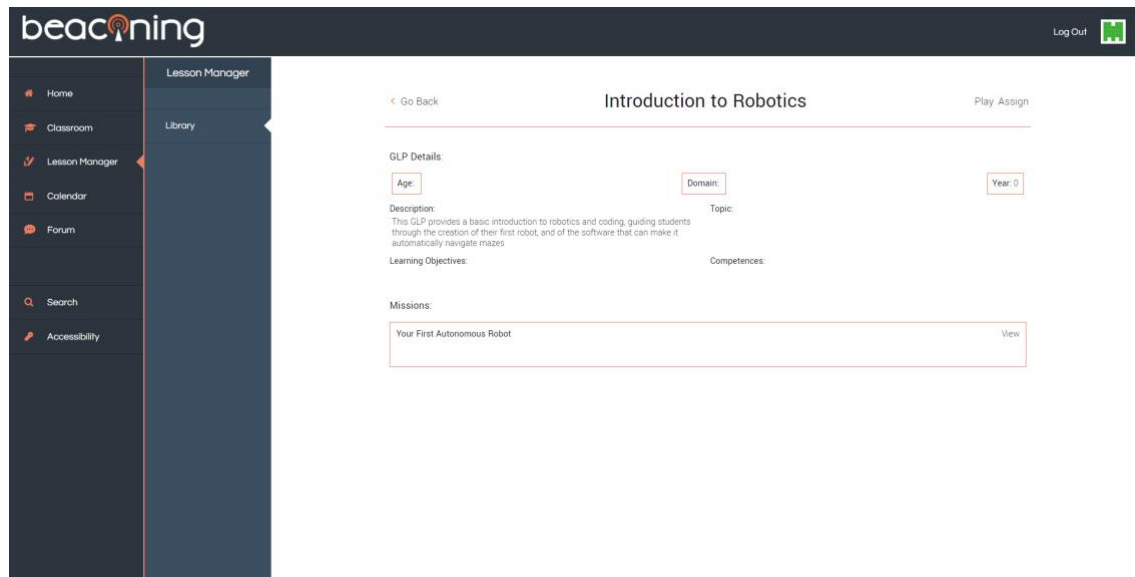 beaconing
Log Out
Home
Classroom
Lesson Manager
Calendar
Forum
Search
Accessibility
Lesson Manager
Library
Go Back
Introduction to Robotics
Play Assign
GLP Details:
Age:
Domain:
Year: 0
Description:
This GLP provides a basic introduction to robotics and coding, guiding students
through the creation of their first robot, and of the software that can make it
automatically navigate mazes
Topic:
Learning Objectives:
Competences:
Missions:
Your First Autonomous Robot
View